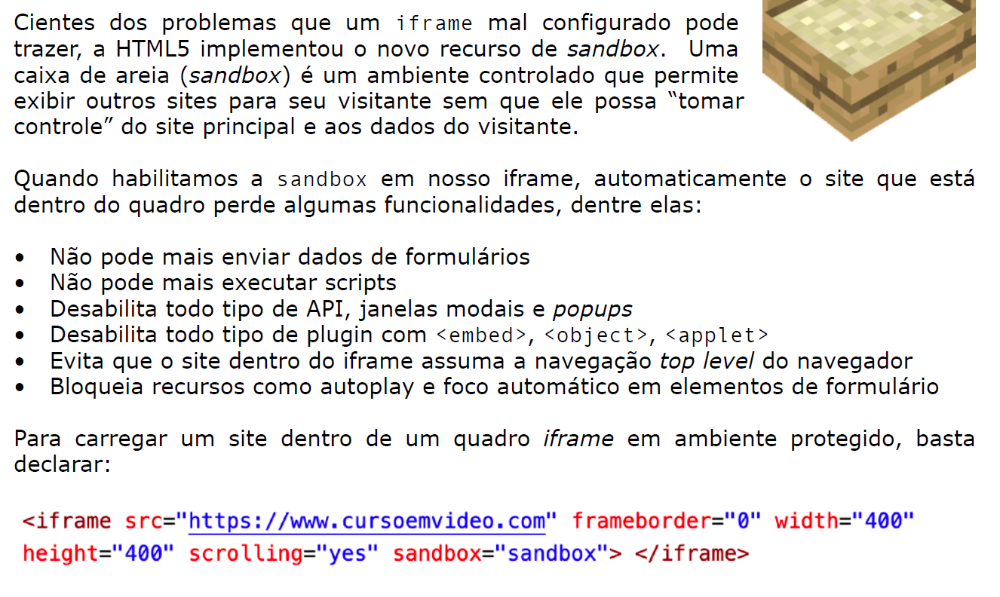 Cientes dos problemas que um iframe mal configurado pode
trazer, a HTML5 implementou o novo recurso de sandbox. Uma
caixa de areia (sandbox) é um ambiente controlado que permite
exibir outros sites para seu visitante sem que ele possa “tomar
controle” do site principal e aos dados do visitante.
Quando habilitamos a sandbox em nosso iframe, automaticamente o site que está
dentro do quadro perde algumas funcionalidades, dentre elas:
• Não pode mais enviar dados de formulários
• Não pode mais executar scripts
• Desabilita todo tipo de API, janelas modais e popups
• Desabilita todo tipo de plugin com <embed>, <object>, <applet>
• Evita que o site dentro do iframe assuma a navegação top level do navegador
• Bloqueia recursos como autoplay e foco automático em elementos de formulário
Para carregar um site dentro de um quadro iframe em ambiente protegido, basta
declarar:
<iframe src="https://www.cursoemvideo.com" frameborder="0" width="400"
height="400" scrolling="yes" sandbox="sandbox"> </iframe>